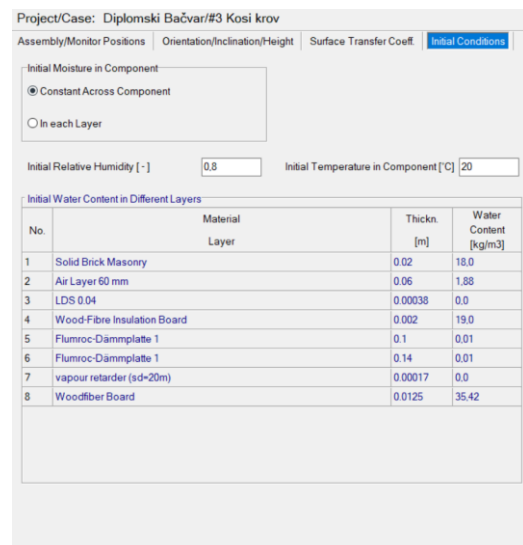 Project/Case: Diplomski Bačvar/#3 Kosi krov
Assembly/Monitor Positions Orientation/Inclination/Height Surface Transfer Coeff. Initial Conditions
Initial Moisture in Component
Constant Across Component
In each Layer
Initial Relative Humidity [ - ] 0,8 Initial Temperature in Component [°C] 20
Initial Water Content in Different Layers
No. Material Layer Thickn. [m] Water Content [kg/m3]
1 Solid Brick Masonry 0.02 18,0
2 Air Layer 60 mm 0.06 1,88
3 LDS 0.04 0.00038 0,0
4 Wood-Fibre Insulation Board 0.002 19,0
5 Flumroc-Dämmplatte 1 0.1 0,01
6 Flumroc-Dämmplatte 1 0.14 0,01
7 vapour retarder (sd=20m) 0.00017 0,0
8 Woodfiber Board 0.0125 35,42